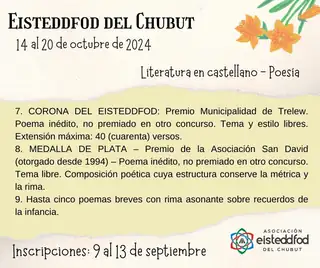 EISTEDDFOD DEL CHUBUT
14 al 20 de octubre de 2024
Literatura en castellano - Poesía
7. CORONA DEL EISTEDDFOD: Premio Municipalidad de Trelew.
Poema inédito, no premiado en otro concurso. Tema y estilo libres.
Extensión máxima: 40 (cuarenta) versos.
8. MEDALLA DE PLATA – Premio de la Asociación San David
(otorgado desde 1994) – Poema inédito, no premiado en otro concurso.
Tema libre. Composición poética cuya estructura conserve la métrica y
la rima.
9. Hasta cinco poemas breves con rima asonante sobre recuerdos de
la infancia.
ASOCIACIÓN
eisteddfod
DEL CHUBUT
Inscripciones: 9 al 13 de septiembre